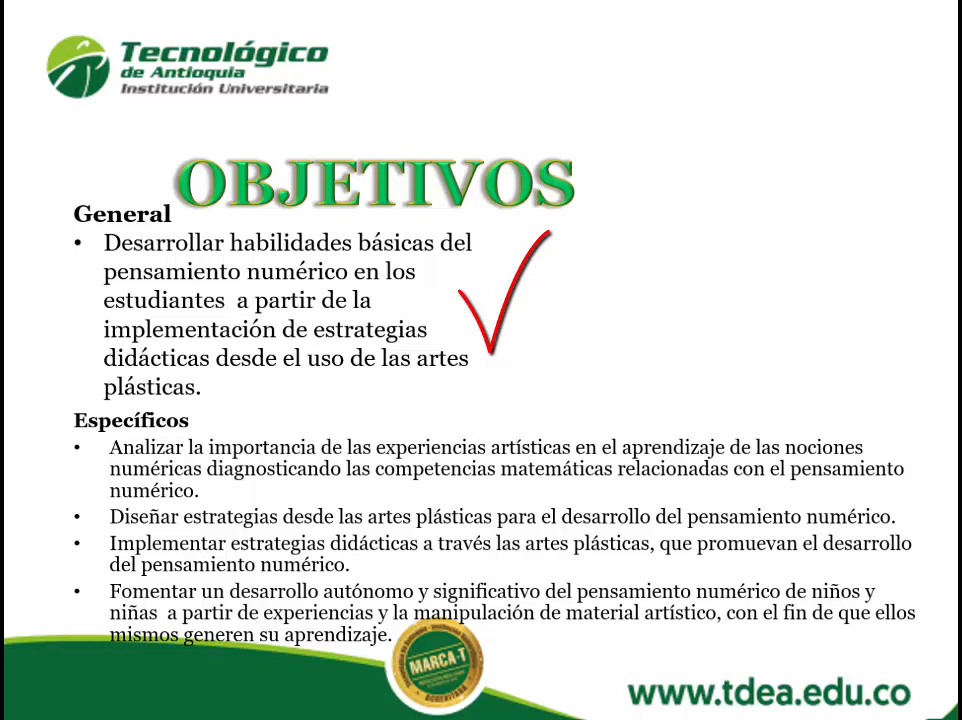 Tecnológico
de Antioquia
Institución Universitaria
OBJETIVOS
General
• Desarrollar habilidades básicas del
pensamiento numérico en los
estudiantes a partir de la
implementación de estrategias
didácticas desde el uso de las artes
plásticas.
Específicos
• Analizar la importancia de las experiencias artísticas en el aprendizaje de las nociones
numéricas diagnosticando las competencias matemáticas relacionadas con el pensamiento
numérico.
• Diseñar estrategias desde las artes plásticas para el desarrollo del pensamiento numérico.
• Implementar estrategias didácticas a través las artes plásticas, que promuevan el desarrollo
del pensamiento numérico.
• Fomentar un desarrollo autónomo y significativo del pensamiento numérico de niños y
niñas a partir de experiencias y la manipulación de material artístico, con el fin de que ellos
mismos generen su aprendizaje.
MARCA-T
www.tdea.edu.co